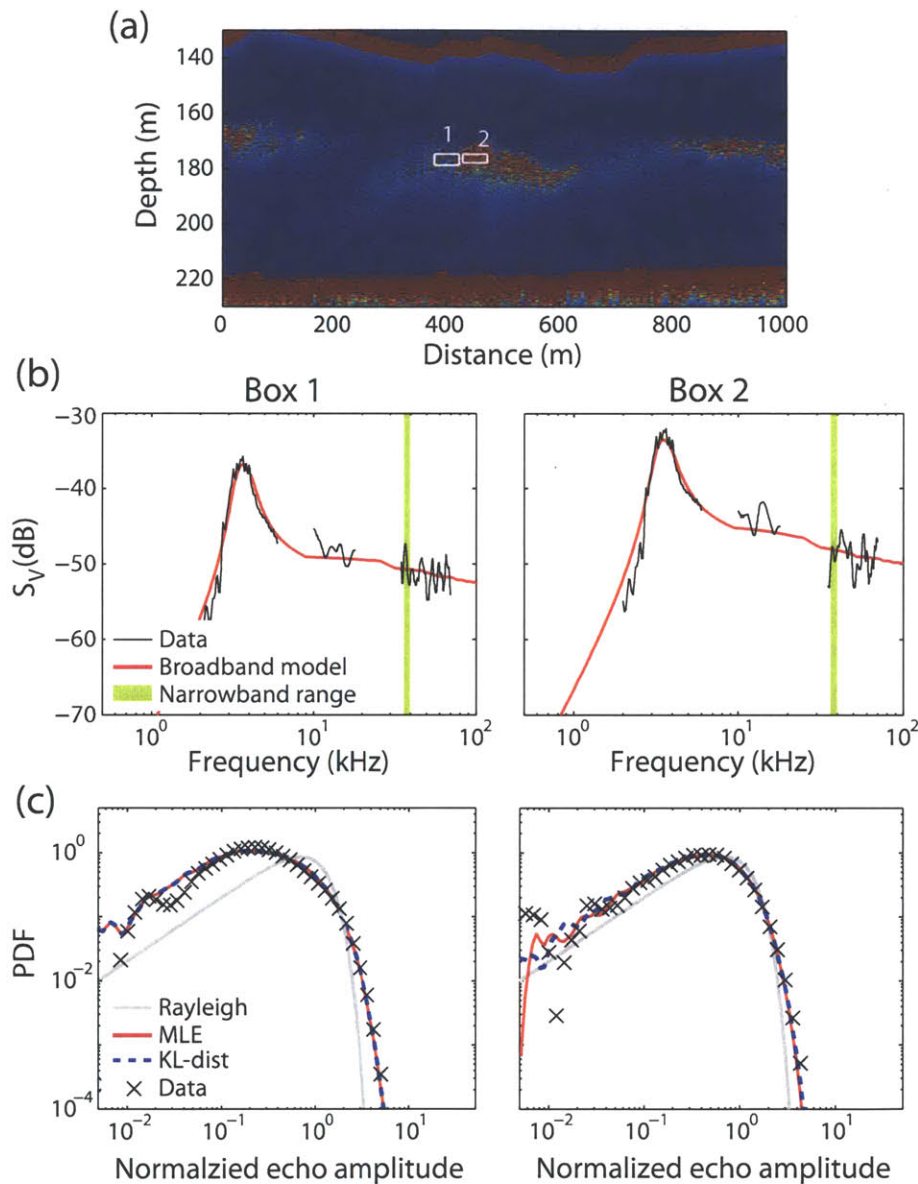 (a)
1 2
140
160
180
200
220
Depth (m)
0 200 400 600 800 1000
Distance (m)
(b)
Box 1 Box 2
−30
−40
−50
−60
−70
S_V(dB)
Data
Broadband model
Narrowband range
10^0 10^1 10^2 10^0 10^1 10^2
Frequency (kHz) Frequency (kHz)
(c)
10^0
10^−2
10^−4
PDF
Rayleigh
MLE
KL-dist
Data
10^−2 10^−1 10^0 10^1 10^−2 10^−1 10^0 10^1
Normalzied echo amplitude Normalized echo amplitude